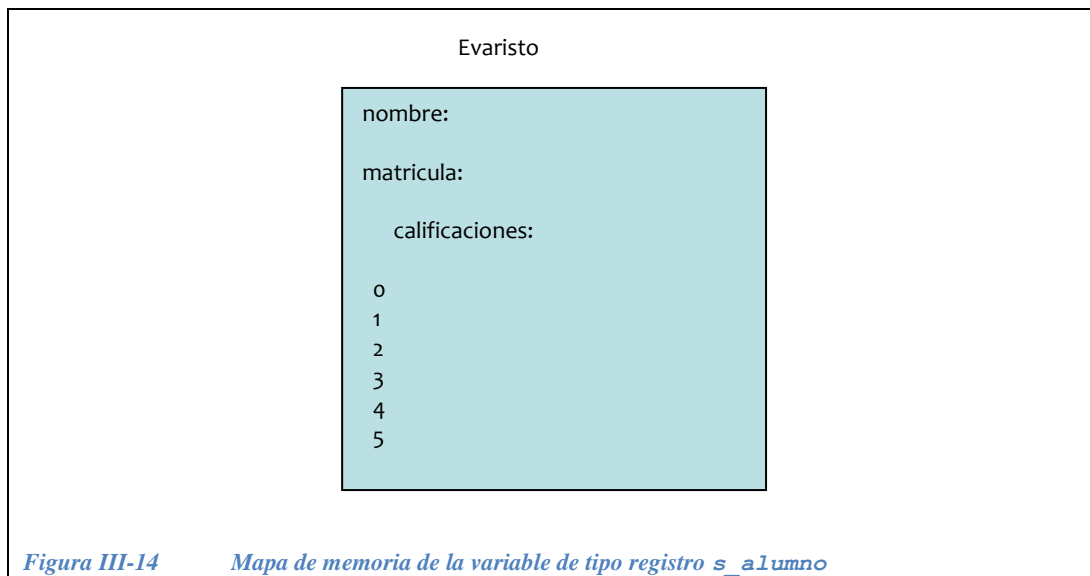 Evaristo
nombre:
matricula:
calificaciones:
0
1
2
3
4
5
Figura III-14 Mapa de memoria de la variable de tipo registro s_alumno